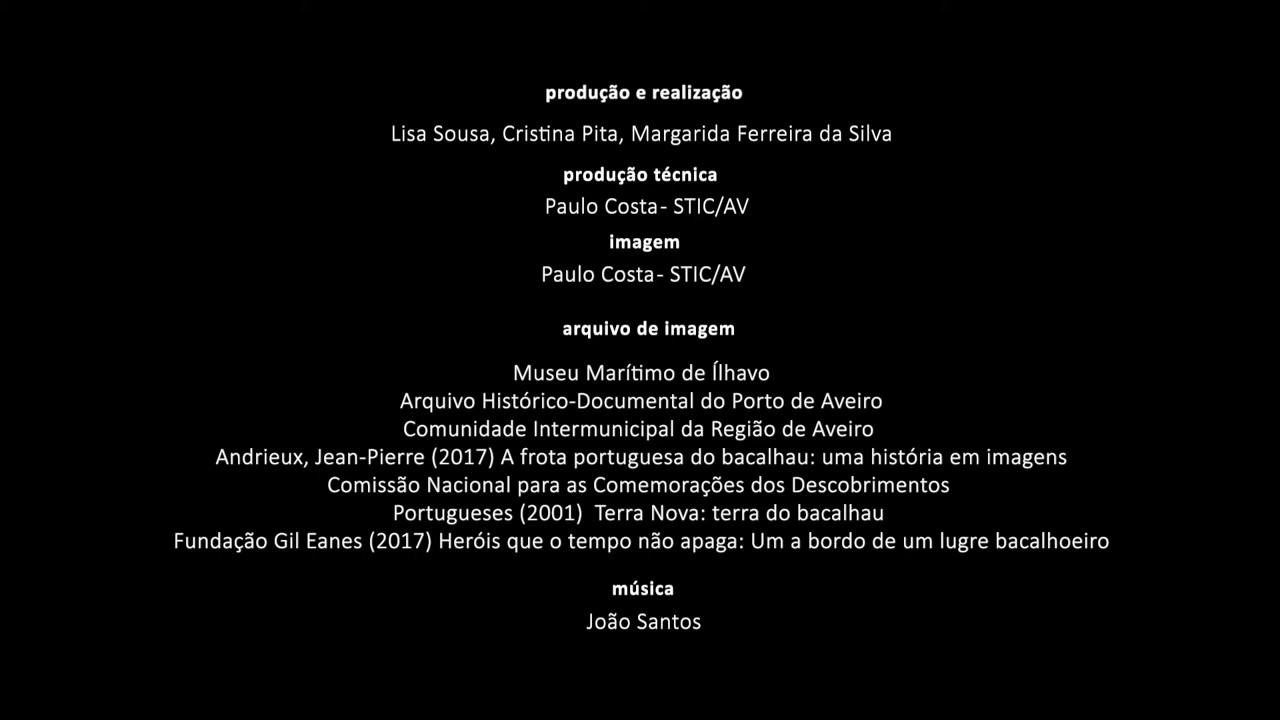 produção e realização
Lisa Sousa, Cristina Pita, Margarida Ferreira da Silva
produção técnica
Paulo Costa - STIC/AV
imagem
Paulo Costa - STIC/AV
arquivo de imagem
Museu Marítimo de Ílhavo
Arquivo Histórico-Documental do Porto de Aveiro
Comunidade Intermunicipal da Região de Aveiro
Andrieux, Jean-Pierre (2017) A frota portuguesa do bacalhau: uma história em imagens
Comissão Nacional para as Comemorações dos Descobrimentos
Portugueses (2001)  Terra Nova: terra do bacalhau
Fundação Gil Eanes (2017) Heróis que o tempo não apaga: Um a bordo de um lugre bacalhoeiro
música
João Santos